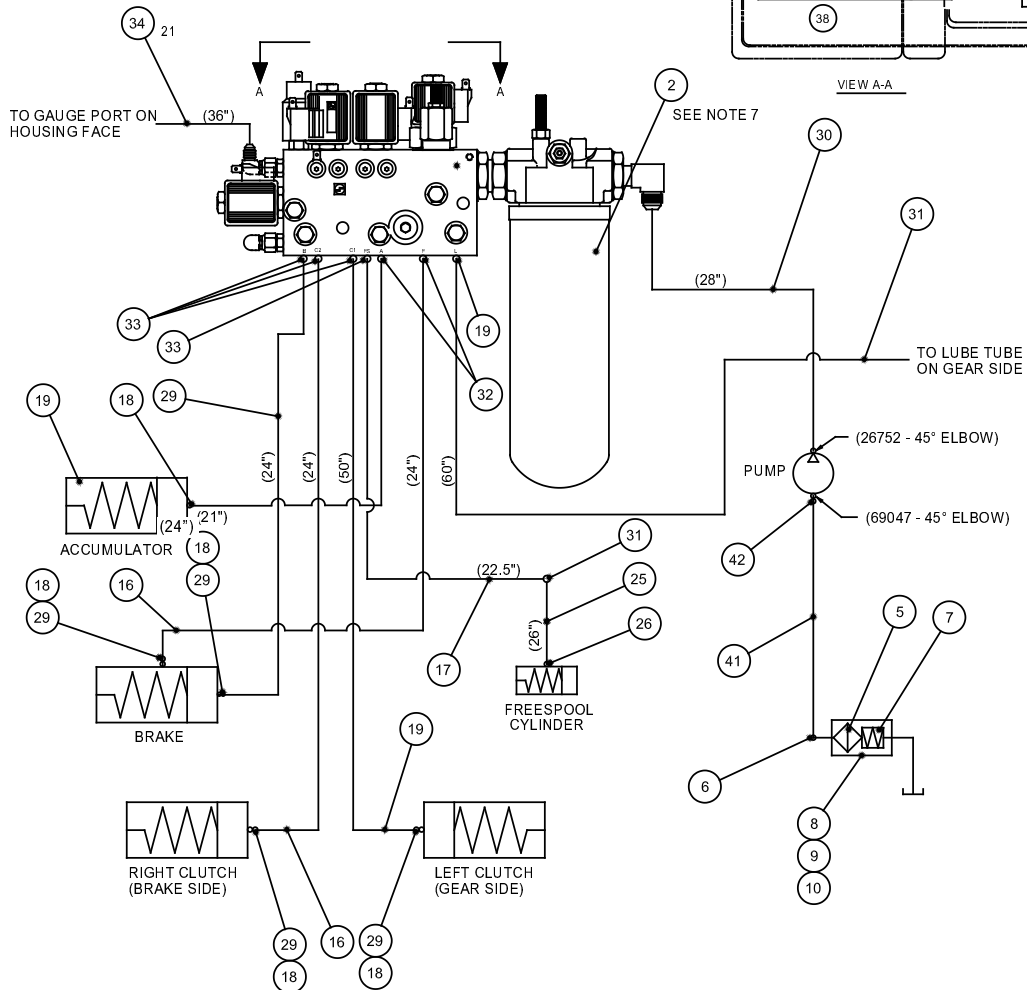 34
21
38
VIEW A-A
A
A
TO GAUGE PORT ON
HOUSING FACE
(36")
2
SEE NOTE 7
30
31
B
C2
C1
FS
A
F
L
(28")
33
33
19
32
TO LUBE TUBE
ON GEAR SIDE
19
18
29
(24")
(24")
(50")
(24")
(60")
(26752 - 45° ELBOW)
PUMP
(69047 - 45° ELBOW)
(24")
(21")
ACCUMULATOR
18
29
42
31
(22.5")
25
18
29
16
(26")
26
17
5
7
41
BRAKE
FREESPOOL
CYLINDER
19
6
8
9
10
RIGHT CLUTCH
(BRAKE SIDE)
LEFT CLUTCH
(GEAR SIDE)
29
18
16
29
18